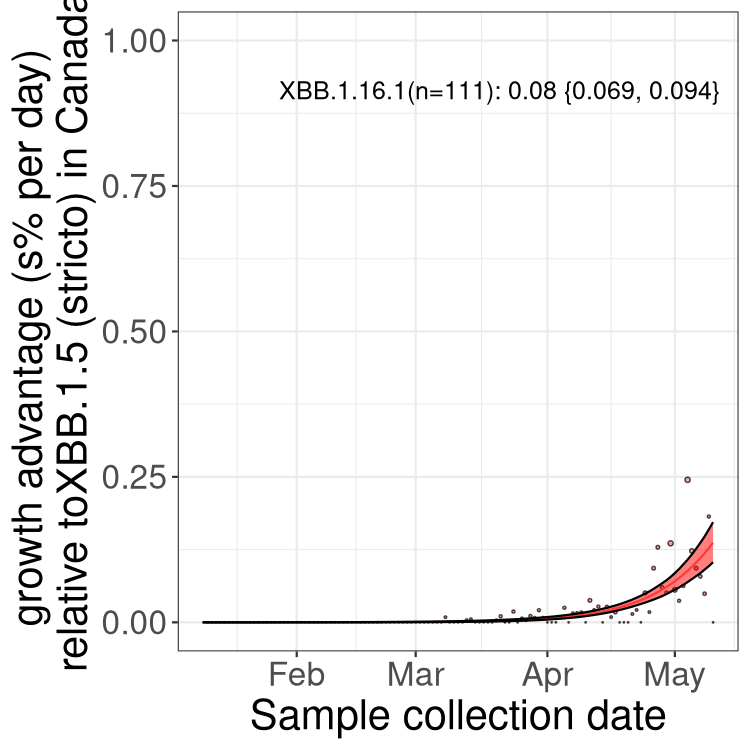 growth advantage (s% per day)
relative toXBB.1.5 (stricto) in Canada
1.00
0.75
0.50
0.25
0.00
XBB.1.16.1(n=111): 0.08 {0.069, 0.094}
Feb
Mar
Apr
May
Sample collection date